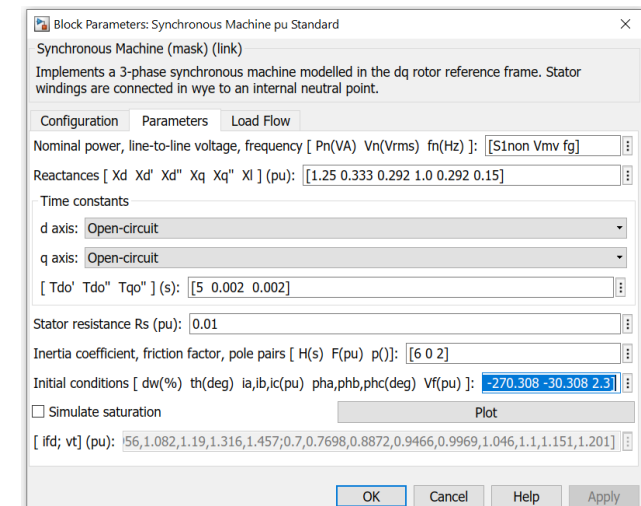 Block Parameters: Synchronous Machine pu Standard
Synchronous Machine (mask) (link)
Implements a 3-phase synchronous machine modelled in the dq rotor reference frame. Stator
windings are connected in wye to an internal neutral point.
Configuration Parameters Load Flow
Nominal power, line-to-line voltage, frequency [ Pn(VA) Vn(Vrms) fn(Hz) ]: [S1non Vmv fg]
Reactances [ Xd Xd' Xd'' Xq Xq'' Xl ] (pu): [1.25 0.333 0.292 1.0 0.292 0.15]
Time constants
d axis: Open-circuit
q axis: Open-circuit
[ Tdo' Tdo'' Tqo'' ] (s): [5 0.002 0.002]
Stator resistance Rs (pu): 0.01
Inertia coefficient, friction factor, pole pairs [ H(s) F(pu) p()]: [6 0 2]
Initial conditions [ dw(%) th(deg) ia,ib,ic(pu) pha,phb,phc(deg) Vf(pu) ]: -270.308 -30.308 2.3]
Simulate saturation Plot
[ ifd; vt] (pu): 56,1.082,1.19,1.316,1.457;0.7,0.7698,0.8872,0.9466,0.9969,1.046,1.1,1.151,1.201]
OK Cancel Help Apply